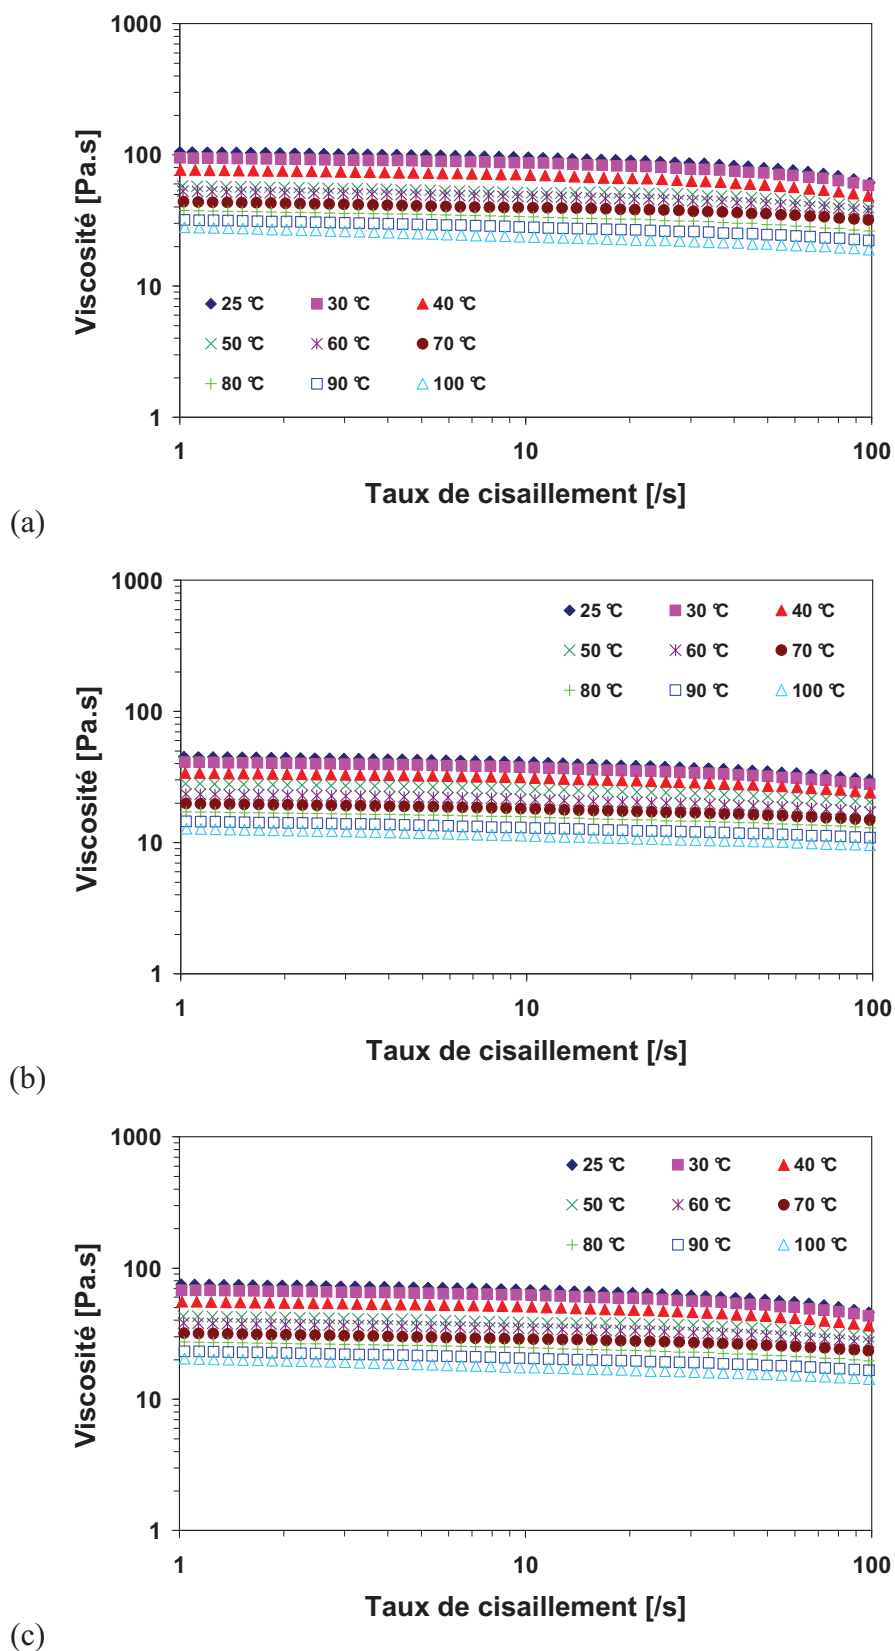 1000
100
10
1
Viscosité [Pa.s]
25 °C 30 °C 40 °C
50 °C 60 °C 70 °C
80 °C 90 °C 100 °C
1 10 100
Taux de cisaillement [/s]
(a)
1000
100
10
1
Viscosité [Pa.s]
25 °C 30 °C 40 °C
50 °C 60 °C 70 °C
80 °C 90 °C 100 °C
1 10 100
Taux de cisaillement [/s]
(b)
1000
100
10
1
Viscosité [Pa.s]
25 °C 30 °C 40 °C
50 °C 60 °C 70 °C
80 °C 90 °C 100 °C
1 10 100
Taux de cisaillement [/s]
(c)